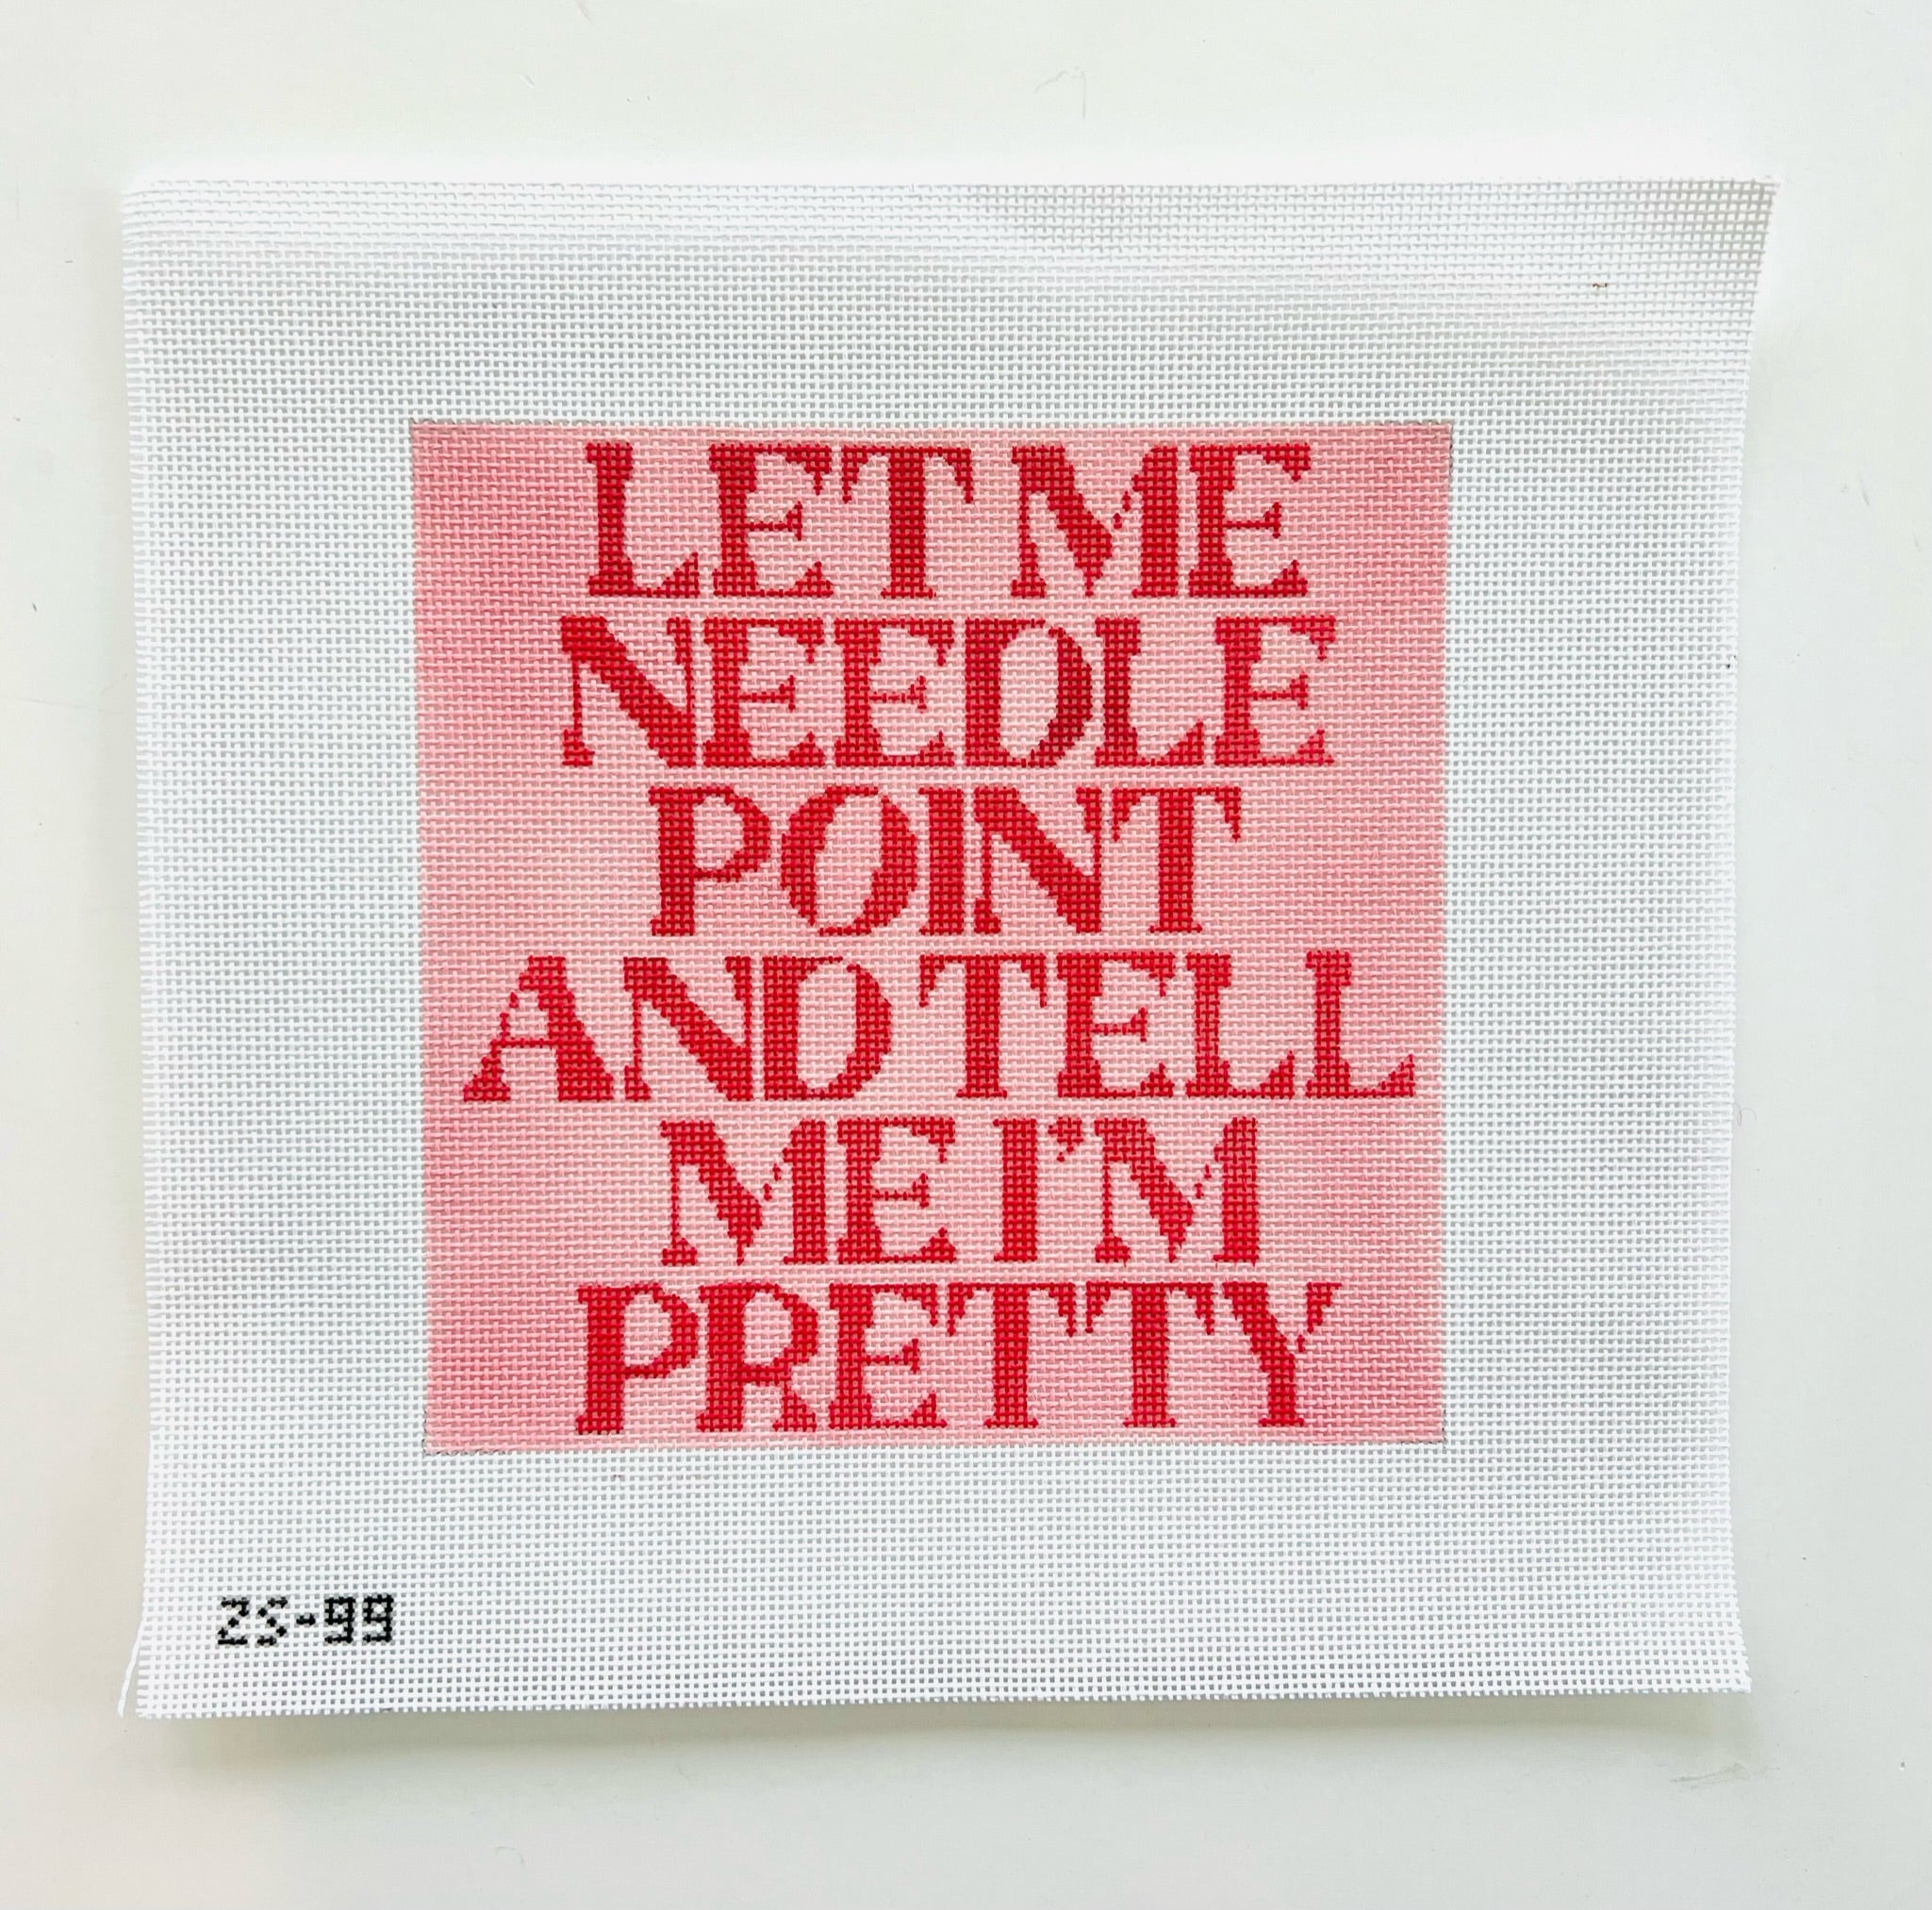 LET ME
NEEDLE
POINT
AND TELL
ME I'M
PRETTY
ZS-99